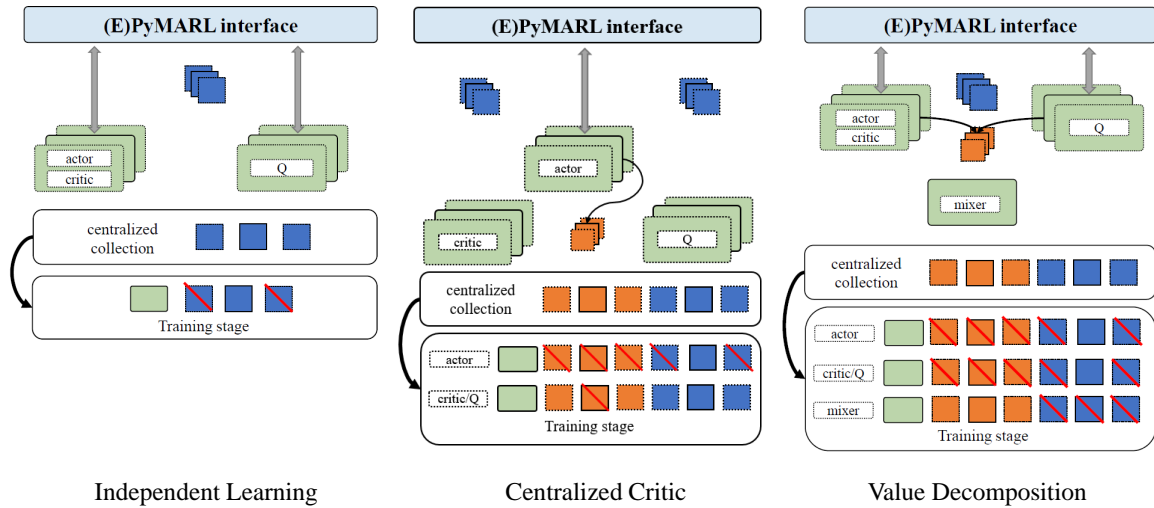 (E)PyMARL interface
actor
critic
Q
centralized
collection
Training stage
Independent Learning
(E)PyMARL interface
actor
critic
Q
centralized
collection
actor
critic/Q
Training stage
Centralized Critic
(E)PyMARL interface
actor
critic
Q
mixer
centralized
collection
actor
critic/Q
mixer
Training stage
Value Decomposition